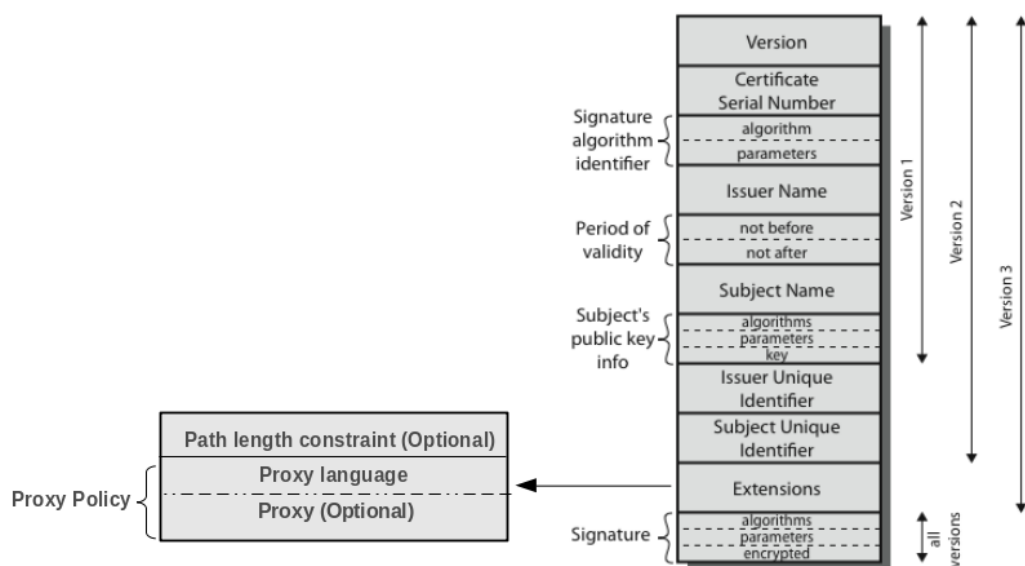 Version
Certificate
Serial Number
Signature
algorithm
identifier
algorithm
parameters
Issuer Name
Period of
validity
not before
not after
Subject Name
Subject's
public key
info
algorithms
parameters
key
Issuer Unique
Identifier
Subject Unique
Identifier
Extensions
Signature
algorithms
parameters
encrypted
Version 1
Version 2
Version 3
all
versions
Path length constraint (Optional)
Proxy Policy
Proxy language
Proxy (Optional)